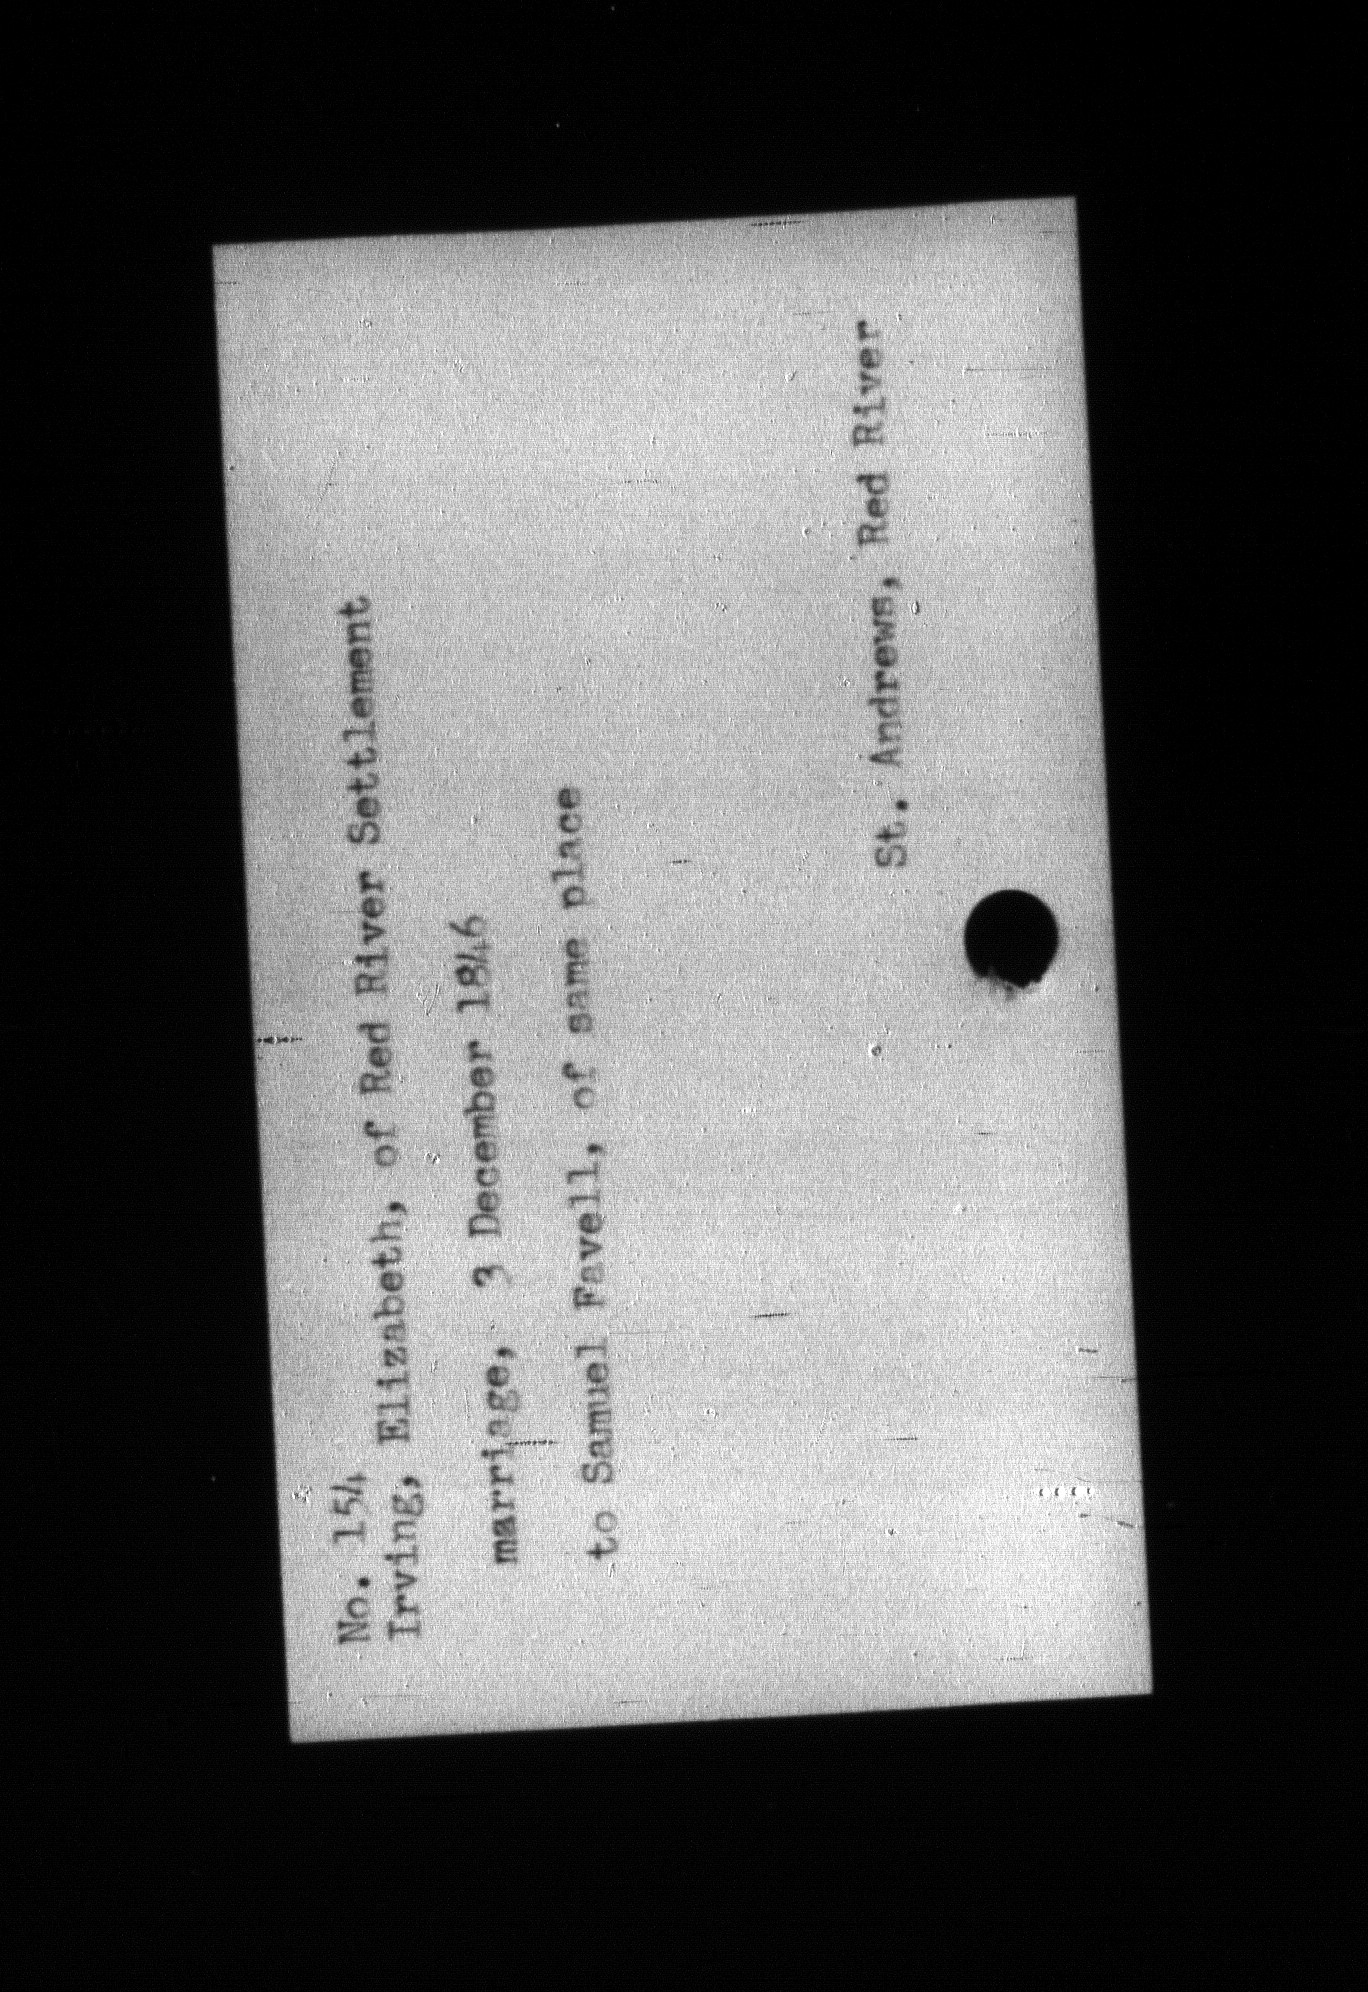 No. 154
Irving, Elizabeth, of Red River Settlement
marriage, 3 December 1846
to Samuel Favell, of same place
St. Andrews, Red River